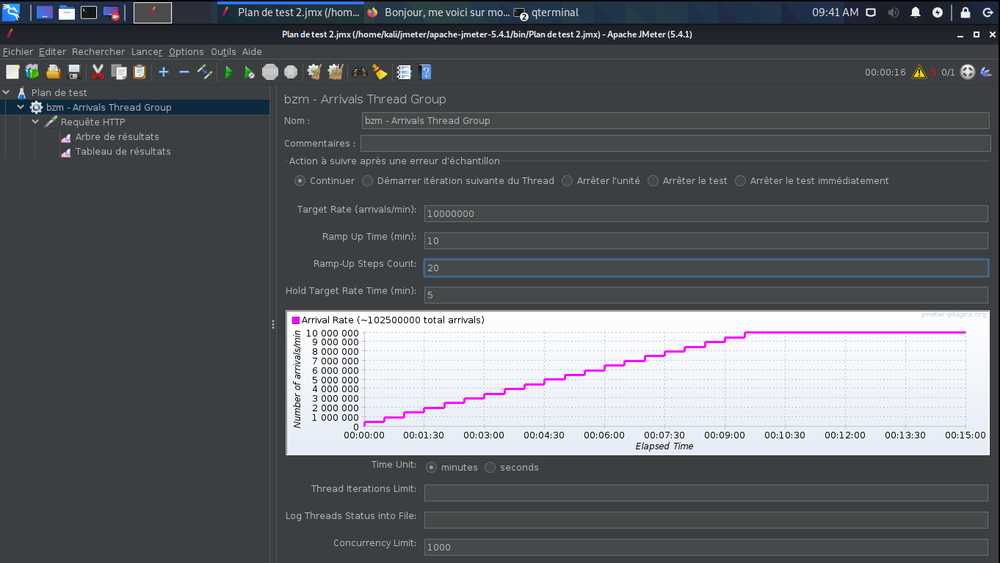 Plan de test 2.jmx (/hom...
Bonjour, me voici sur mo...
2
qterminal
09:41 AM
Plan de test 2.jmx (/home/kali/jmeter/apache-jmeter-5.4.1/bin/Plan de test 2.jmx) - Apache JMeter (5.4.1)
Fichier Editer Rechercher Lancer Options Outils Aide
STOP
00:00:16 5 0/1
Plan de test
bzm - Arrivals Thread Group
Requête HTTP
Arbre de résultats
Tableau de résultats
bzm - Arrivals Thread Group
Nom : bzm - Arrivals Thread Group
Commentaires :
Action à suivre après une erreur d'échantillon
Continuer Démarrer itération suivante du Thread Arrêter l'unité Arrêter le test Arrêter le test immédiatement
Target Rate (arrivals/min): 10000000
Ramp Up Time (min): 10
Ramp-Up Steps Count: 20
Hold Target Rate Time (min): 5
Arrival Rate (~102500000 total arrivals)
jmeter-plugins.org
Number of arrivals/min
10 000 000
9 000 000
8 000 000
7 000 000
6 000 000
5 000 000
4 000 000
3 000 000
2 000 000
1 000 000
0
00:00:00 00:01:30 00:03:00 00:04:30 00:06:00 00:07:30 00:09:00 00:10:30 00:12:00 00:13:30 00:15:00
Elapsed Time
Time Unit: minutes seconds
Thread Iterations Limit:
Log Threads Status into File:
Concurrency Limit: 1000